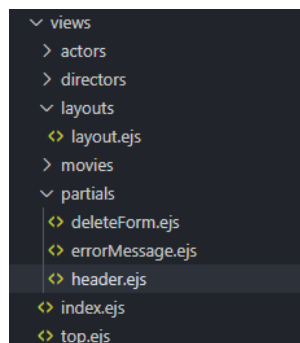 views
actors
directors
layouts
layout.ejs
movies
partials
deleteForm.ejs
errorMessage.ejs
header.ejs
index.ejs
top.ejs